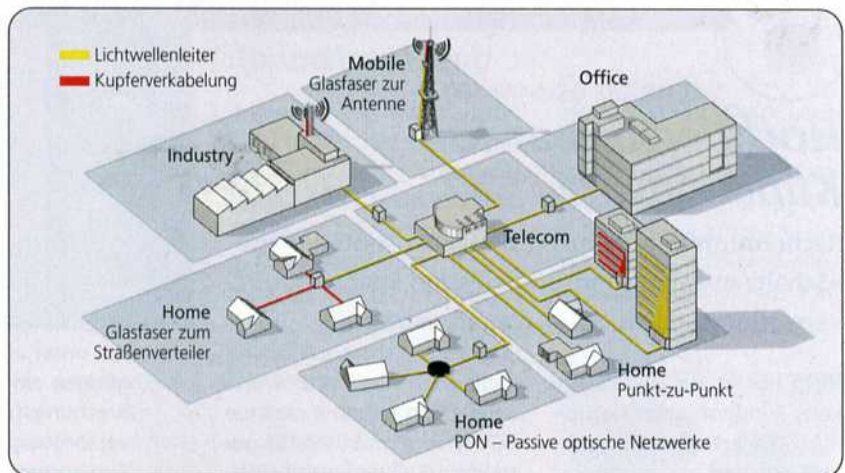 Lichtwellenleiter
Kupferverkabelung
Mobile
Glasfaser zur
Antenne
Office
Industry
Telecom
Home
Glasfaser zum
Straßenverteiler
Home
Punkt-zu-Punkt
Home
PON – Passive optische Netzwerke